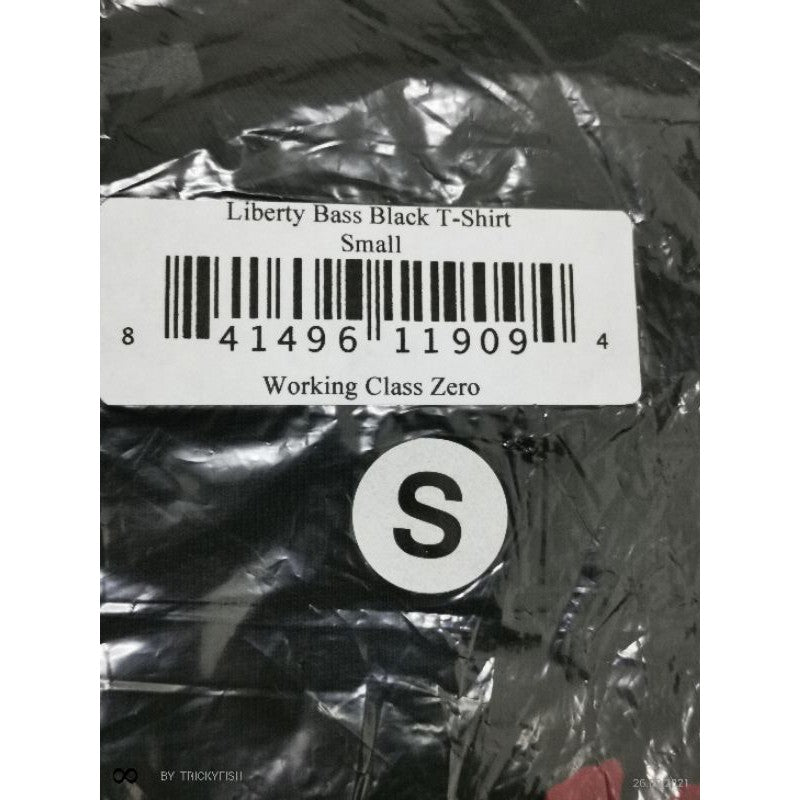 Liberty Bass Black T-Shirt
Small
8 41496 11909 4
Working Class Zero
S
BY TRICKYFISH